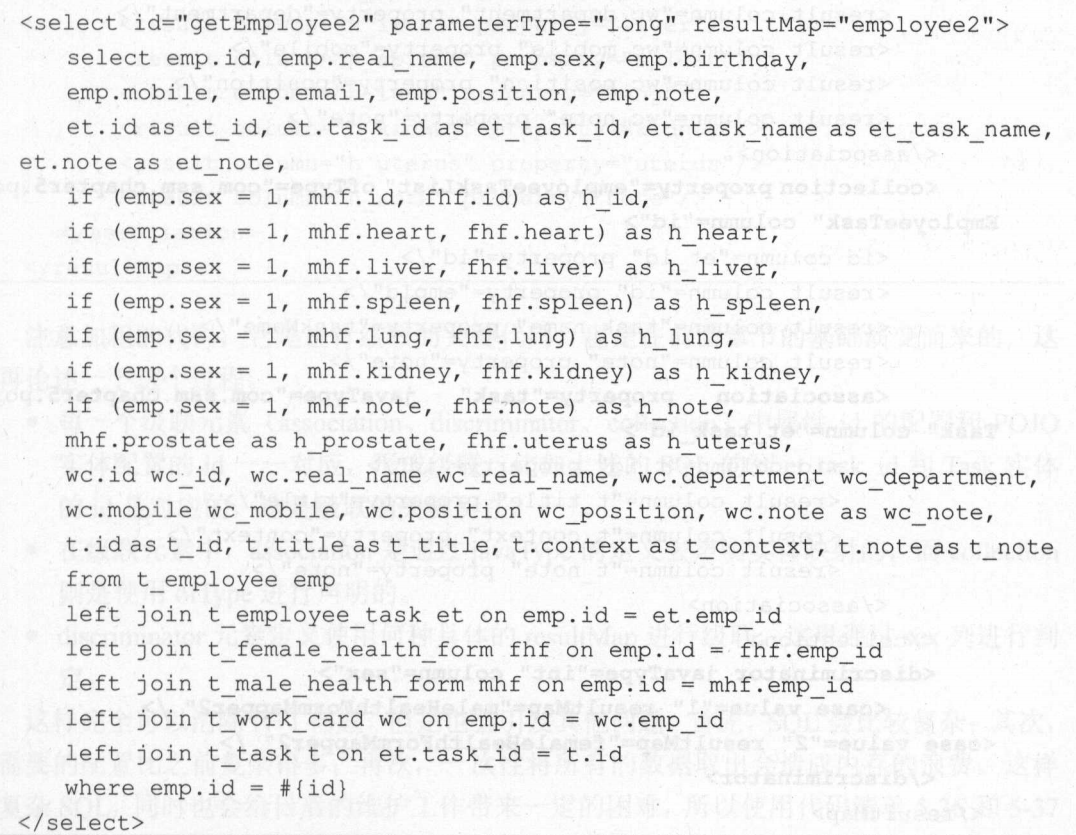 <select id="getEmployee2" parameterType="long" resultMap="employee2">
select emp.id, emp.real_name, emp.sex, emp.birthday,
emp.mobile, emp.email, emp.position, emp.note,
et.id as et_id, et.task_id as et_task_id, et.task_name as et_task_name,
et.note as et_note,
if (emp.sex = 1, mhf.id, fhf.id) as h_id,
if (emp.sex = 1, mhf.heart, fhf.heart) as h_heart,
if (emp.sex = 1, mhf.liver, fhf.liver) as h_liver,
if (emp.sex = 1, mhf.spleen, fhf.spleen) as h_spleen,
if (emp.sex = 1, mhf.lung, fhf.lung) as h_lung,
if (emp.sex = 1, mhf.kidney, fhf.kidney) as h_kidney,
if (emp.sex = 1, mhf.note, fhf.note) as h_note,
mhf.prostate as h_prostate, fhf.uterus as h_uterus,
wc.id wc_id, wc.real_name wc_real_name, wc.department wc_department,
wc.mobile wc_mobile, wc.position wc_position, wc.note as wc_note,
t.id as t_id, t.title as t_title, t.context as t_context, t.note as t_note
from t_employee emp
left join t_employee_task et on emp.id = et.emp_id
left join t_female_health_form fhf on emp.id = fhf.emp_id
left join t_male_health_form mhf on emp.id = mhf.emp_id
left join t_work_card wc on emp.id = wc.emp_id
left join t_task t on et.task_id = t.id
where emp.id = #{id}
</select>